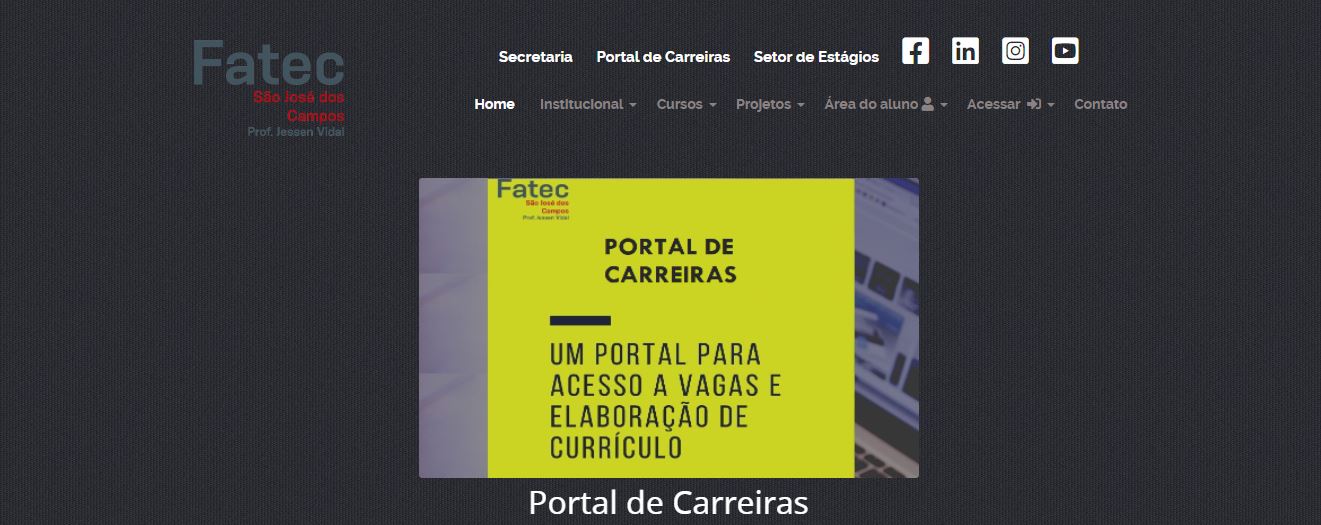 Fatec
São José dos
Campos
Prof. Jessen Vidal
Secretaria Portal de Carreiras Setor de Estágios
Home Institucional Cursos Projetos Área do aluno Acessar Contato
Fatec
São José dos
Campos
Prof. Jessen Vidal
PORTAL DE
CARREIRAS
UM PORTAL PARA
ACESSO A VAGAS E
ELABORAÇÃO DE
CURRÍCULO
Portal de Carreiras